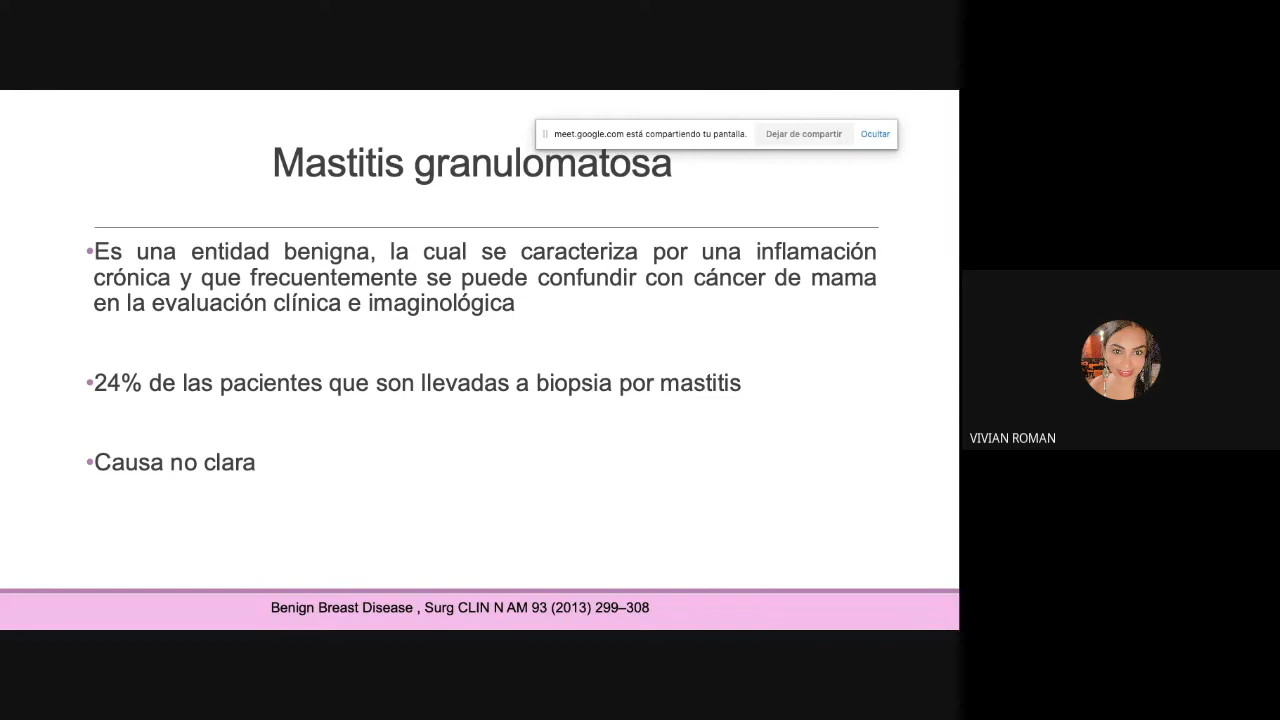 meet.google.com está compartiendo tu pantalla. Dejar de compartir Ocultar
Mastitis granulomatosa
•Es una entidad benigna, la cual se caracteriza por una inflamación
crónica y que frecuentemente se puede confundir con cáncer de mama
en la evaluación clínica e imaginológica
•24% de las pacientes que son llevadas a biopsia por mastitis
•Causa no clara
Benign Breast Disease , Surg CLIN N AM 93 (2013) 299–308
VIVIAN ROMAN